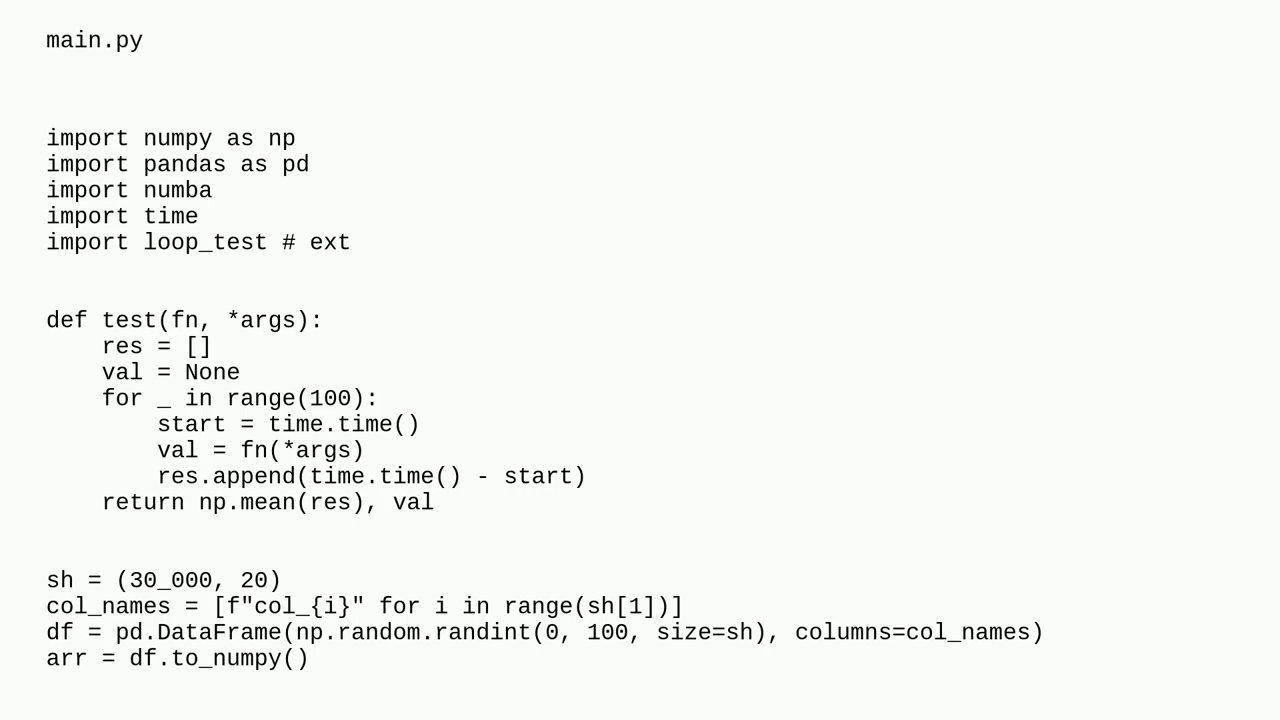 main.py
import numpy as np
import pandas as pd
import numba
import time
import loop_test # ext
def test(fn, *args):
    res = []
    val = None
    for _ in range(100):
        start = time.time()
        val = fn(*args)
        res.append(time.time() - start)
    return np.mean(res), val
sh = (30_000, 20)
col_names = [f"col_{i}" for i in range(sh[1])]
df = pd.DataFrame(np.random.randint(0, 100, size=sh), columns=col_names)
arr = df.to_numpy()